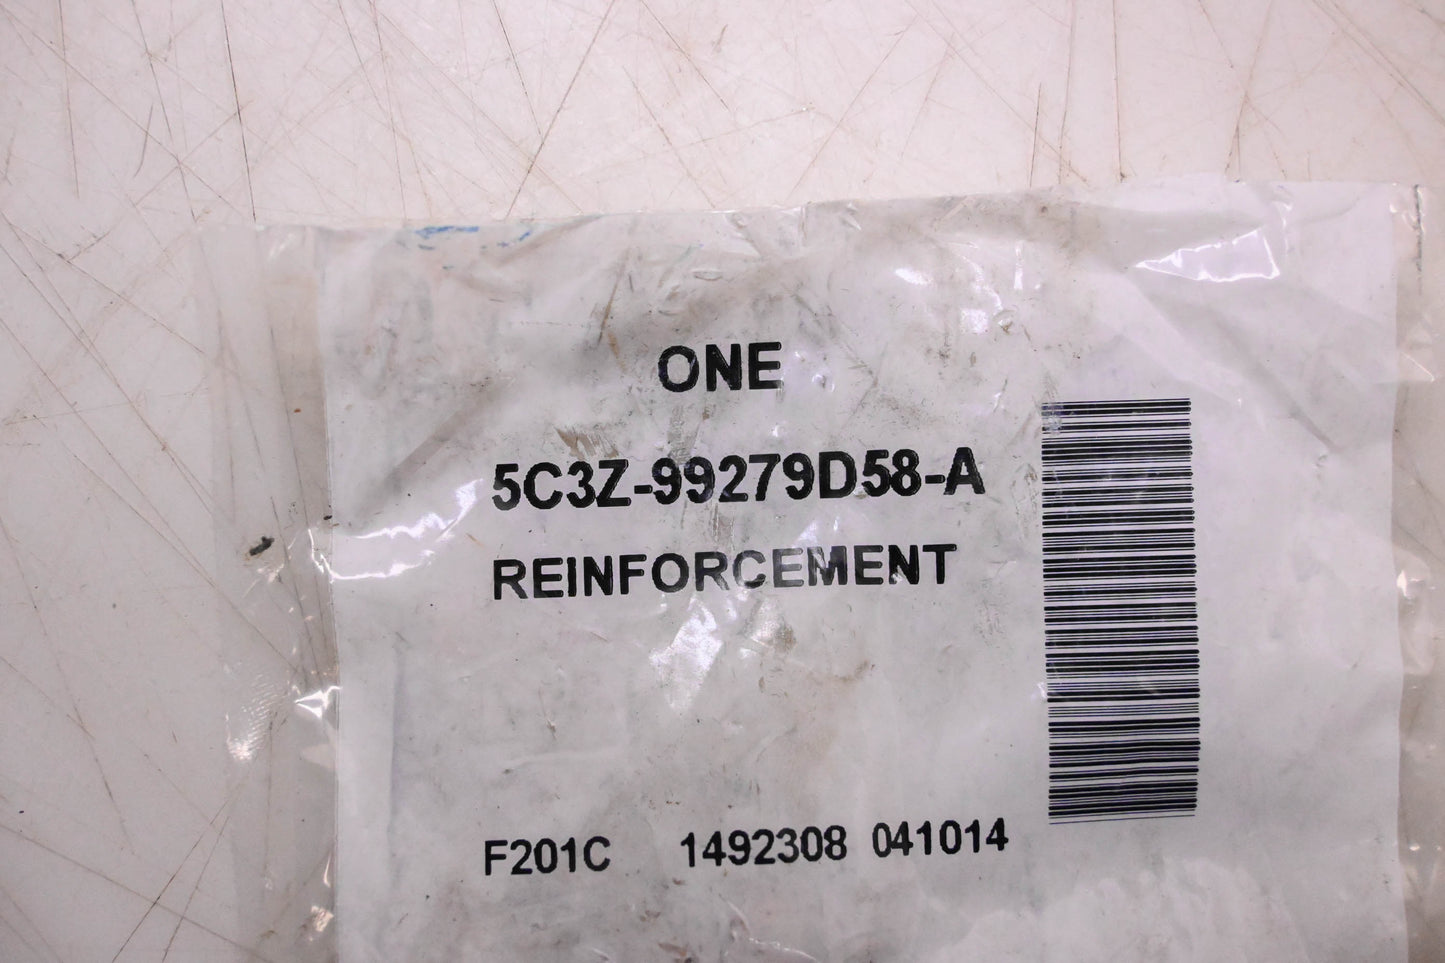 ONE
5C3Z-99279D58-A
REINFORCEMENT
F201C 1492308 041014